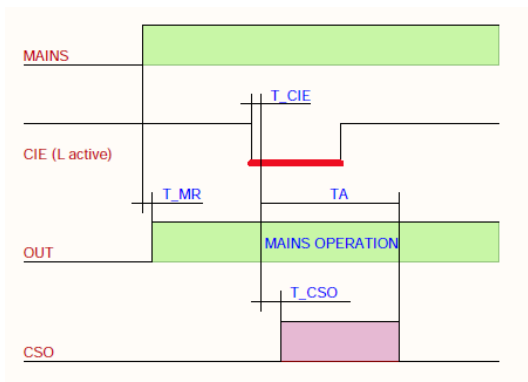 MAINS
T_CIE
CIE (L active)
T_MR
TA
MAINS OPERATION
OUT
T_CSO
CSO